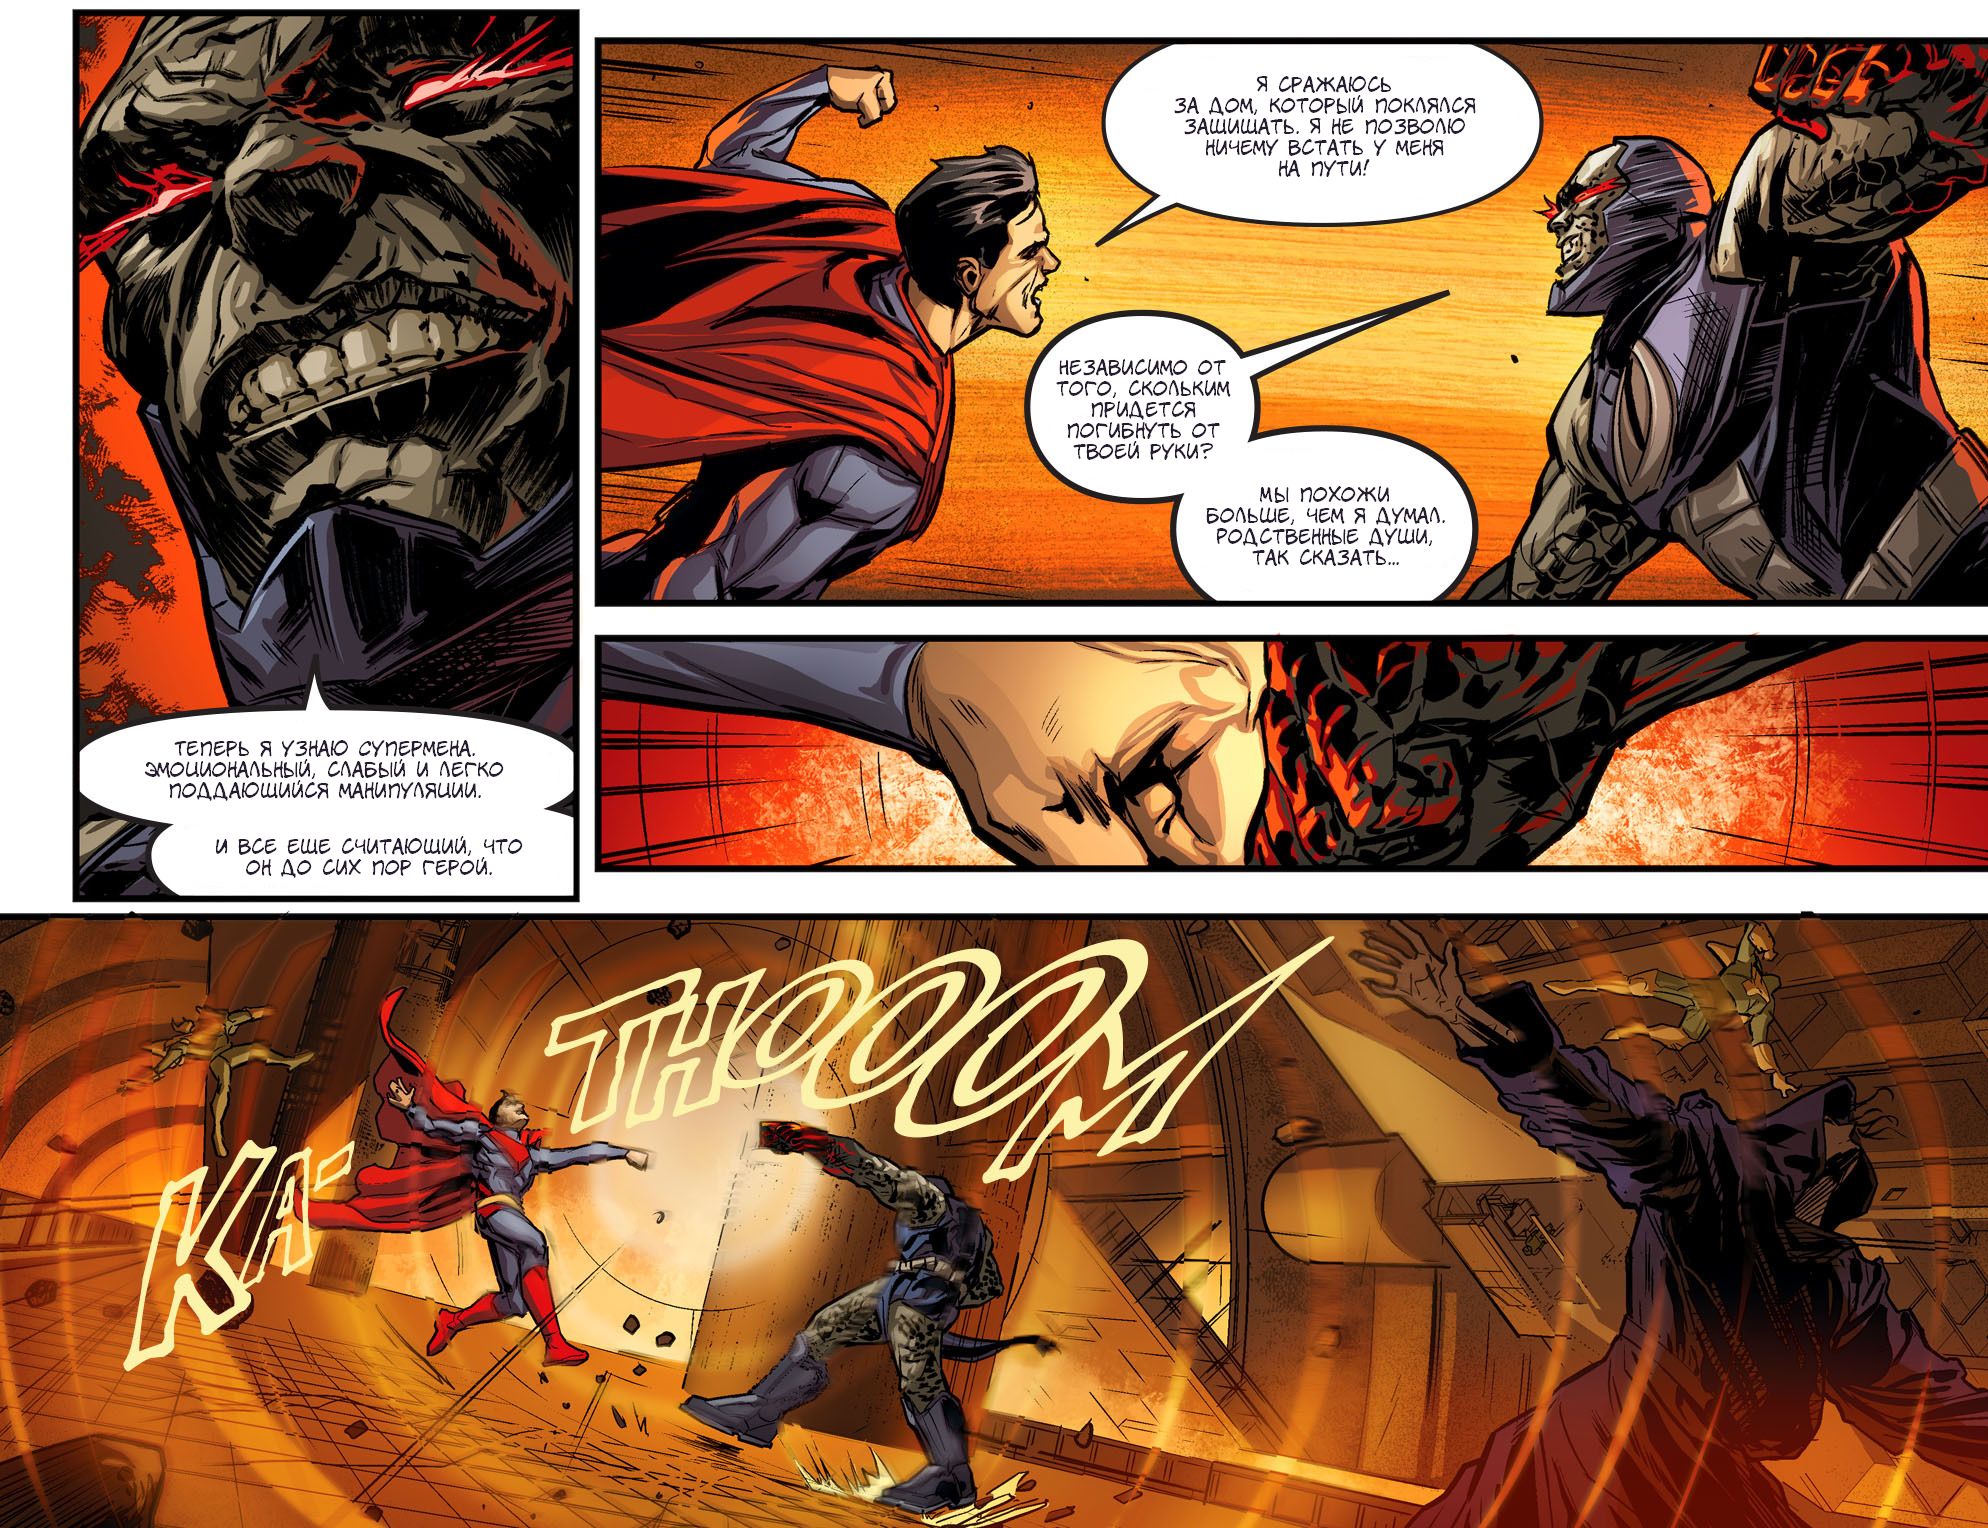 ТЕПЕРЬ Я УЗНАЮ СУПЕРМЕНА.
ЭМОЦИОНАЛЬНЫЙ, СЛАБЫЙ И ЛЕГКО
ПОДДАЮЩИЙСЯ МАНИПУЛЯЦИИ.
И ВСЕ ЕШЕ СЧИТАЮЩИЙ, ЧТО
ОН ДО СИХ ПОР ГЕРОЙ.
Я СРАЖАЮСЬ
ЗА ДОМ, КОТОРЫЙ ПОКЛЯЛСЯ
ЗАШИШАТЬ. Я НЕ ПОЗВОЛЮ
НИЧЕМУ ВСТАТЬ У МЕНЯ
НА ПУТИ!
НЕЗАВИСИМО ОТ
ТОГО, СКОЛЬКИМ
ПРИДЕТСЯ
ПОГИБНУТЬ ОТ
ТВОЕЙ РУКИ?
МЫ ПОХОЖИ
БОЛЬШЕ, ЧЕМ Я ДУМАЛ.
РОДСТВЕННЫЕ ДУШИ,
ТАК СКАЗАТЬ...
KA-
THOOOM